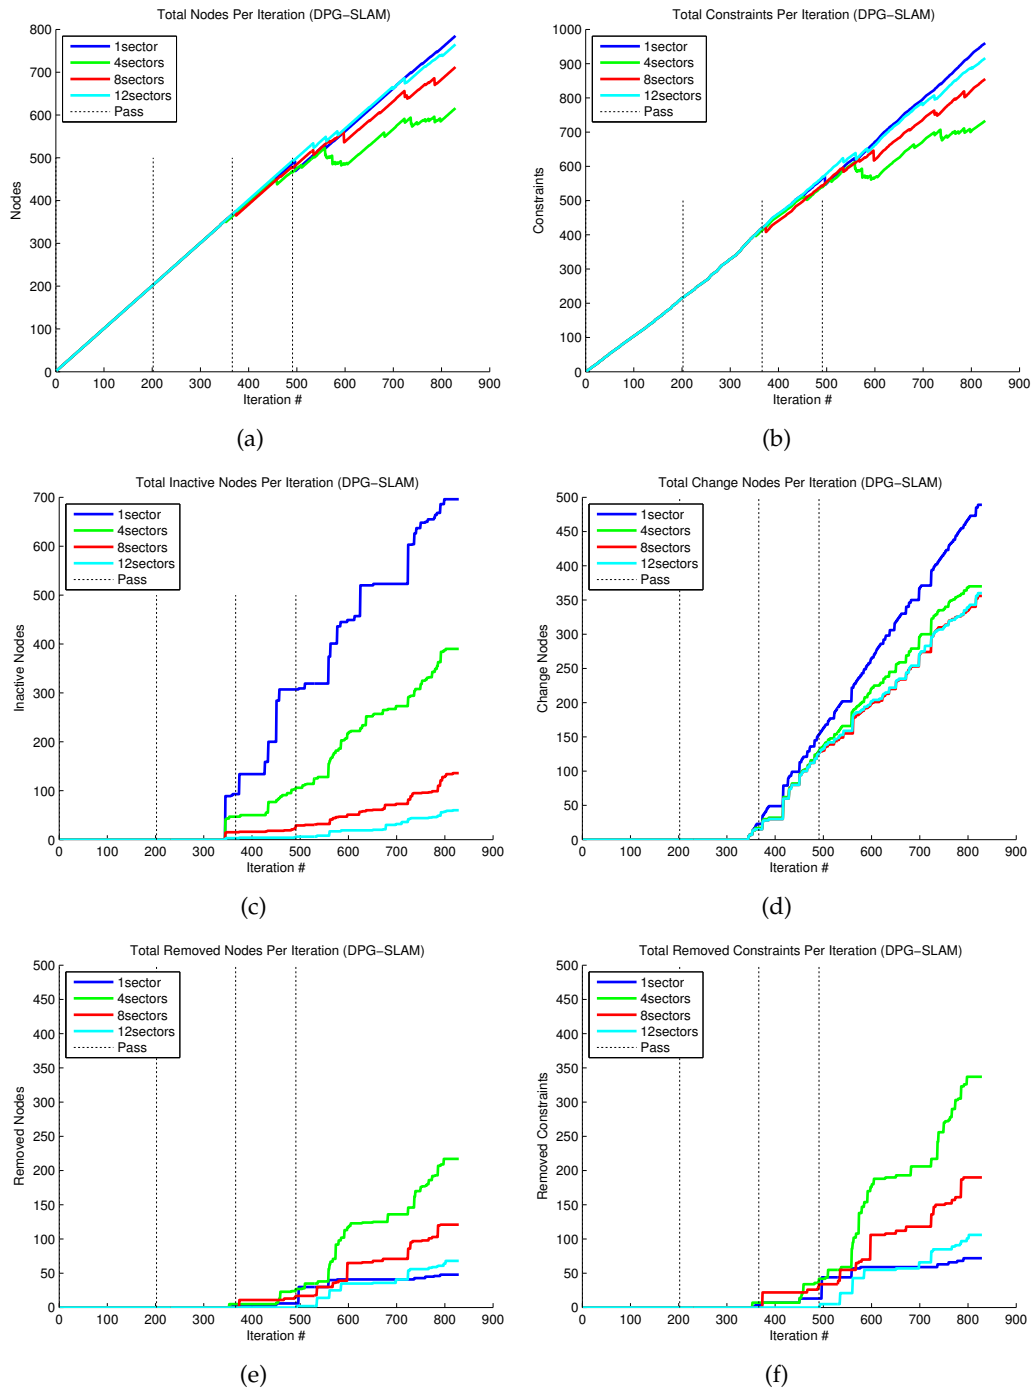 Total Nodes Per Iteration (DPG−SLAM)
800
700
600
500
400
300
200
100
0
Nodes
1sector
4sectors
8sectors
12sectors
Pass
0 100 200 300 400 500 600 700 800 900
Iteration #
(a)
Total Constraints Per Iteration (DPG−SLAM)
1000
900
800
700
600
500
400
300
200
100
0
Constraints
1sector
4sectors
8sectors
12sectors
Pass
0 100 200 300 400 500 600 700 800 900
Iteration #
(b)
Total Inactive Nodes Per Iteration (DPG−SLAM)
700
600
500
400
300
200
100
0
Inactive Nodes
1sector
4sectors
8sectors
12sectors
Pass
0 100 200 300 400 500 600 700 800 900
Iteration #
(c)
Total Change Nodes Per Iteration (DPG−SLAM)
500
450
400
350
300
250
200
150
100
50
0
Change Nodes
1sector
4sectors
8sectors
12sectors
Pass
0 100 200 300 400 500 600 700 800 900
Iteration #
(d)
Total Removed Nodes Per Iteration (DPG−SLAM)
500
450
400
350
300
250
200
150
100
50
0
Removed Nodes
1sector
4sectors
8sectors
12sectors
Pass
0 100 200 300 400 500 600 700 800 900
Iteration #
(e)
Total Removed Constraints Per Iteration (DPG−SLAM)
500
450
400
350
300
250
200
150
100
50
0
Removed Constraints
1sector
4sectors
8sectors
12sectors
Pass
0 100 200 300 400 500 600 700 800 900
Iteration #
(f)